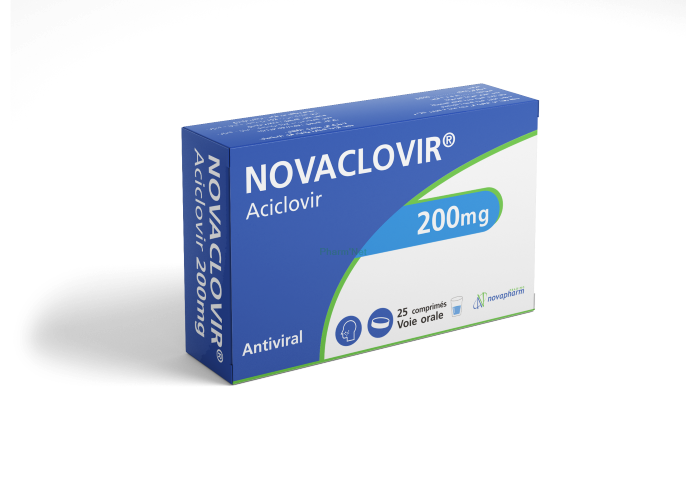 NOVACLOVIR®
Aciclovir
200mg
25 comprimés
Voie orale
novapharm
Antiviral
NOVACLOVIR®
Aciclovir 200mg